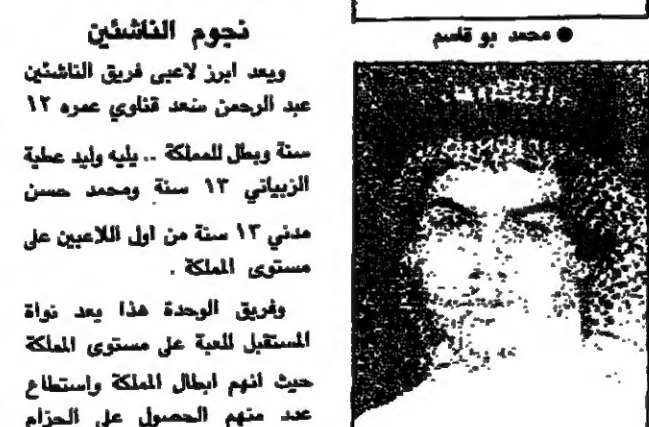 نجوم الناشئين
ويعد ابرز لاعبى فريق الناشئين
عبد الرحمن سعد قناوي عمره ١٢
سنة وبطل للمملكة .. يليه وليد عطية
الزبياتي ١٣ سنة ومحمد حسن
مدني ١٣ سنة من اول اللاعبين على
مستوى المملكة .
وفريق الوحدة هذا يعد نواة
المستقبل للعبة على مستوى المملكة
حيث انهم ابطال المملكة واستطاع
عدد منهم الحصول على الحزام
● محمد بو قاسم